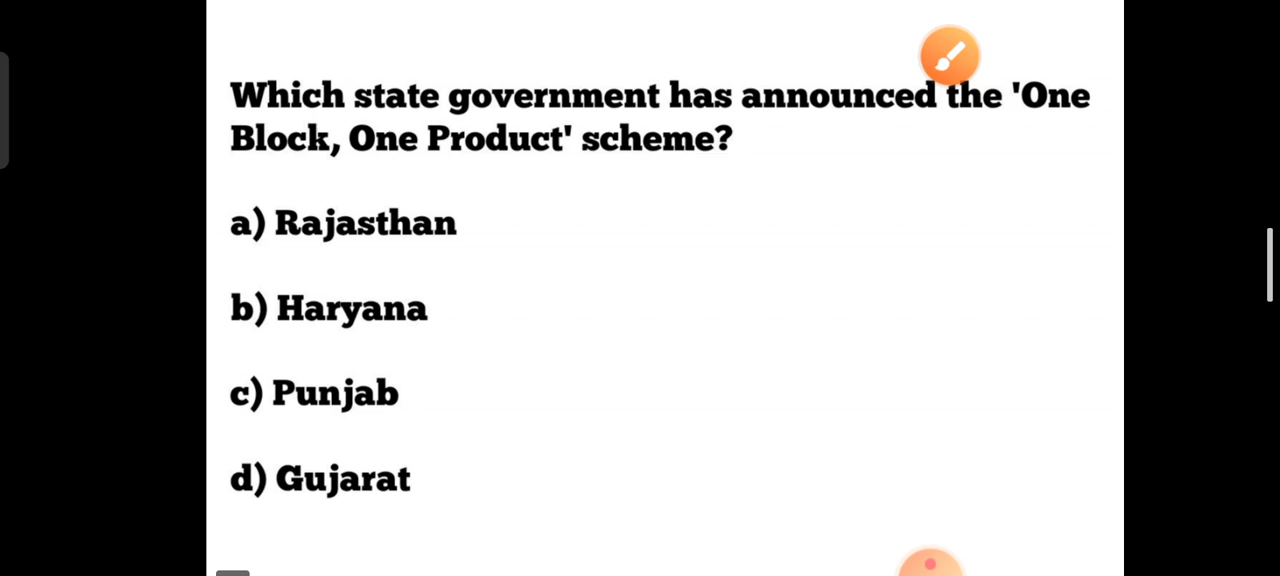 Which state government has announced the 'One
Block, One Product' scheme?
a) Rajasthan
b) Haryana
c) Punjab
d) Gujarat